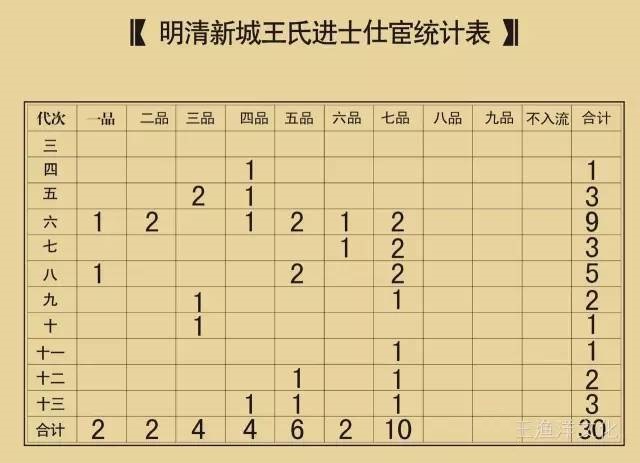 【 明清新城王氏进士仕宦统计表 】
代次 一品 二品 三品 四品 五品 六品 七品 八品 九品 不入流 合计
三
四 1 1
五 2 1 3
六 1 2 1 2 1 2 9
七 1 2 3
八 1 2 2 5
九 1 1 2
十 1 1
十一 1 1
十二 1 1 2
十三 1 1 1 3
合计 2 2 4 4 6 2 10 30
王渔洋文化